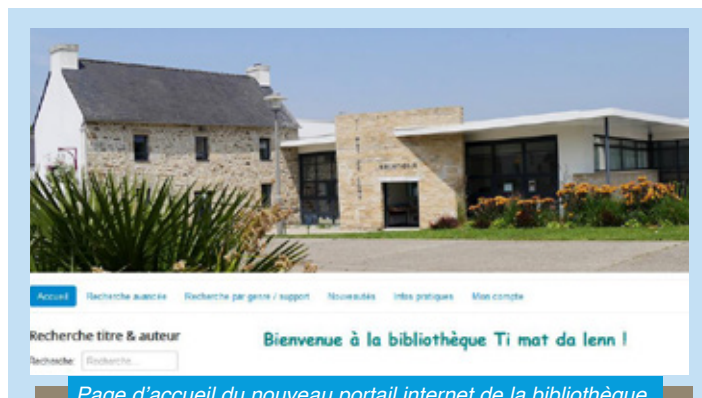 Accueil Recherche avancée Recherche par genre / support Nouveautés Infos pratiques Mon compte
Recherche titre & auteur
Bienvenue à la bibliothèque Ti mat da lenn !
Recherche: Recherche...
Page d'accueil du nouveau portail internet de la bibliothèque